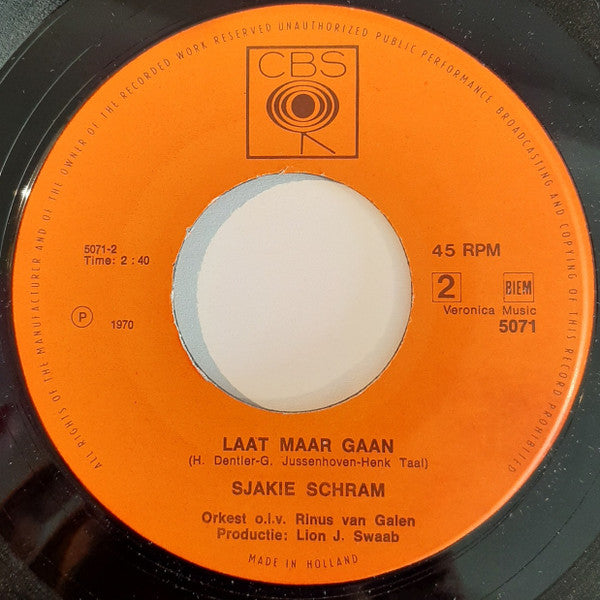 ALL RIGHTS OF THE MANUFACTURER AND OF THE OWNER OF THE RECORDED WORK RESERVED UNAUTHORIZED PUBLIC PERFORMANCE BROADCASTING AND COPYING OF THIS RECORD PROHIBITED
CBS
5071-2
Time: 2 : 40
45 RPM
2
BIEM
Veronica Music
5071
P 1970
LAAT MAAR GAAN
(H. Dentler-G. Jussenhoven-Henk Taal)
SJAKIE SCHRAM
Orkest o.l.v. Rinus van Galen
Productie: Lion J. Swaab
MADE IN HOLLAND